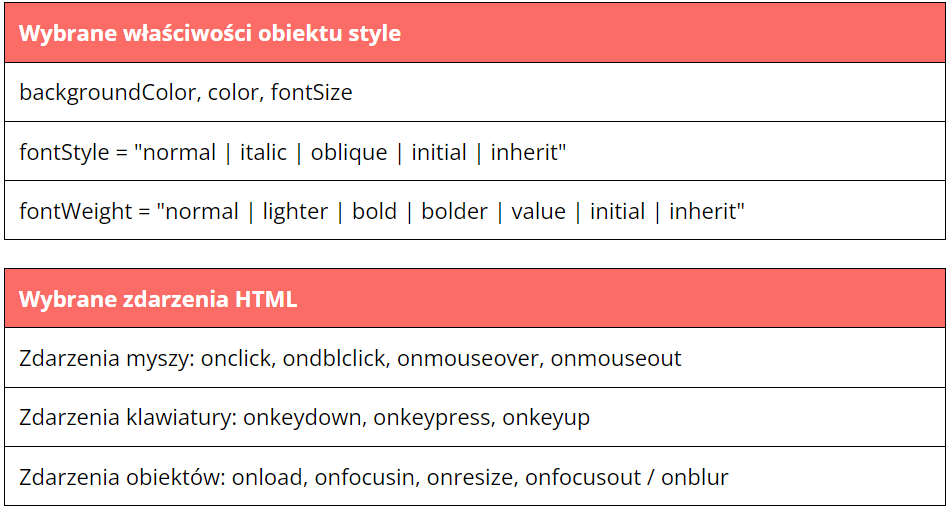 Wybrane właściwości obiektu style
backgroundColor, color, fontSize
fontStyle = "normal | italic | oblique | initial | inherit"
fontWeight = "normal | lighter | bold | bolder | value | initial | inherit"
Wybrane zdarzenia HTML
Zdarzenia myszy: onclick, ondblclick, onmouseover, onmouseout
Zdarzenia klawiatury: onkeydown, onkeypress, onkeyup
Zdarzenia obiektów: onload, onfocusin, onresize, onfocusout / onblur